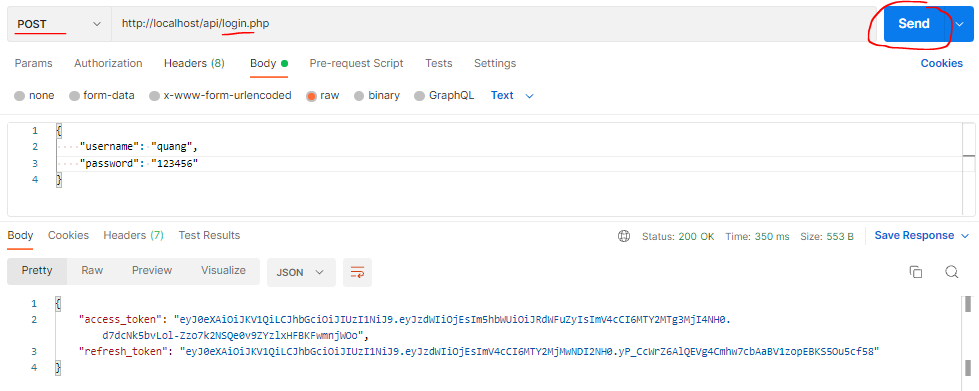 POST http://localhost/api/login.php Send
Params Authorization Headers (8) Body Pre-request Script Tests Settings Cookies
none form-data x-www-form-urlencoded raw binary GraphQL Text
1 {
2 "username": "quang",
3 "password": "123456"
4 }
Body Cookies Headers (7) Test Results Status: 200 OK Time: 350 ms Size: 553 B Save Response
Pretty Raw Preview Visualize JSON
1 {
2 "access_token": "eyJ0eXAiOiJKV1QiLCJhbGciOiJIUzI1NiJ9.eyJzdWIiOjEsIm5hbWUiOiJRdWFuZyIsImV4cCI6MTY2MTg3MjI4NH0.
d7dcNk5bvLol-Zzo7k2NSQe0v9ZYzlxHFBKFwmnjWOo",
3 "refresh_token": "eyJ0eXAiOiJKV1QiLCJhbGciOiJIUzI1NiJ9.eyJzdWIiOjEsImV4cCI6MTY2MjMwNDI2NH0.yP_CcWrZ6AlQEVg4Cmhw7cbAaBV1zopEBKS5Ou5cf58"
4 }